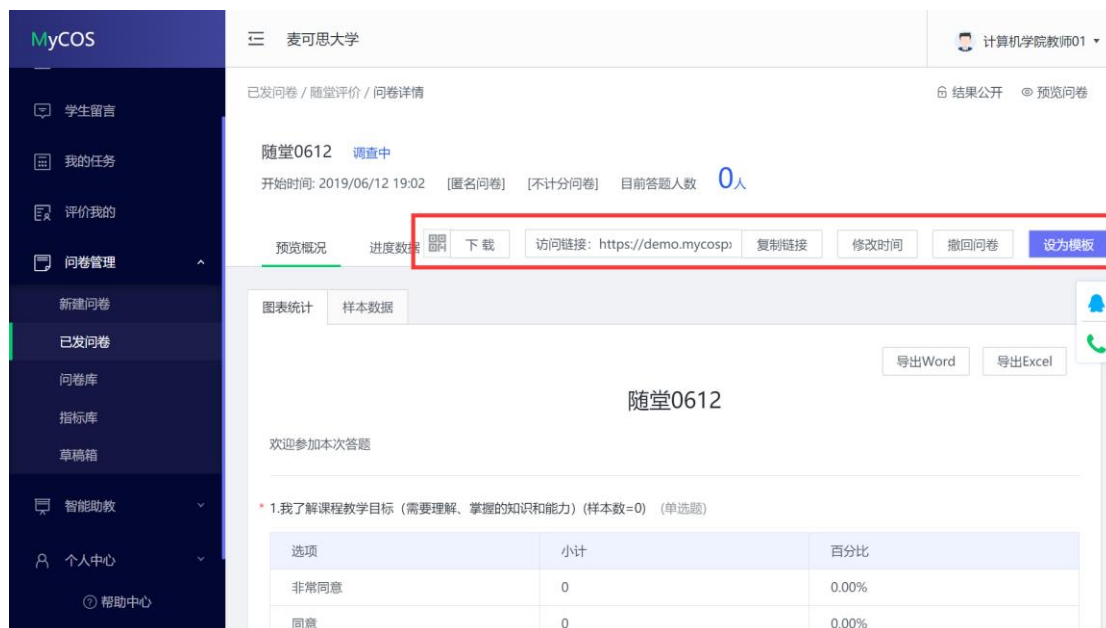 MyCOS
麦可思大学
计算机学院教师01
已发问卷 / 随堂评价 / 问卷详情
结果公开
预览问卷
学生留言
我的任务
评价我的
问卷管理
新建问卷
已发问卷
问卷库
指标库
草稿箱
智能助教
个人中心
帮助中心
随堂0612 调查中
开始时间: 2019/06/12 19:02 [匿名问卷] [不计分问卷] 目前答题人数 0人
预览概况 进度数据 下 载 访问链接：https://demo.mycosp 复制链接 修改时间 撤回问卷 设为模板
图表统计 样本数据
导出Word 导出Excel
随堂0612
欢迎参加本次答题
* 1.我了解课程教学目标（需要理解、掌握的知识和能力）(样本数=0) (单选题)
选项 小计 百分比
非常同意 0 0.00%
同意 0 0.00%